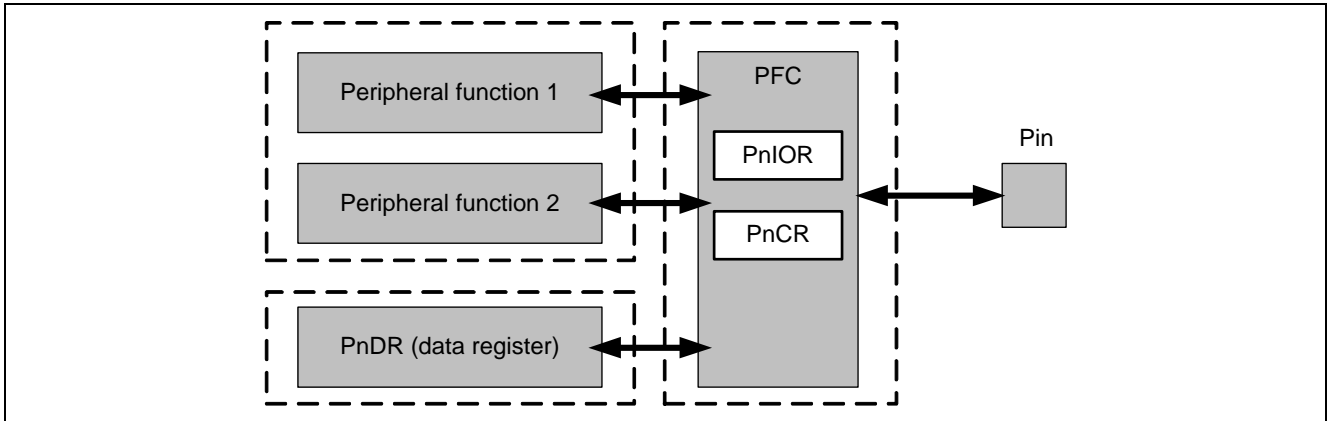 Peripheral function 1
PFC
Pin
PnIOR
Peripheral function 2
PnCR
PnDR (data register)